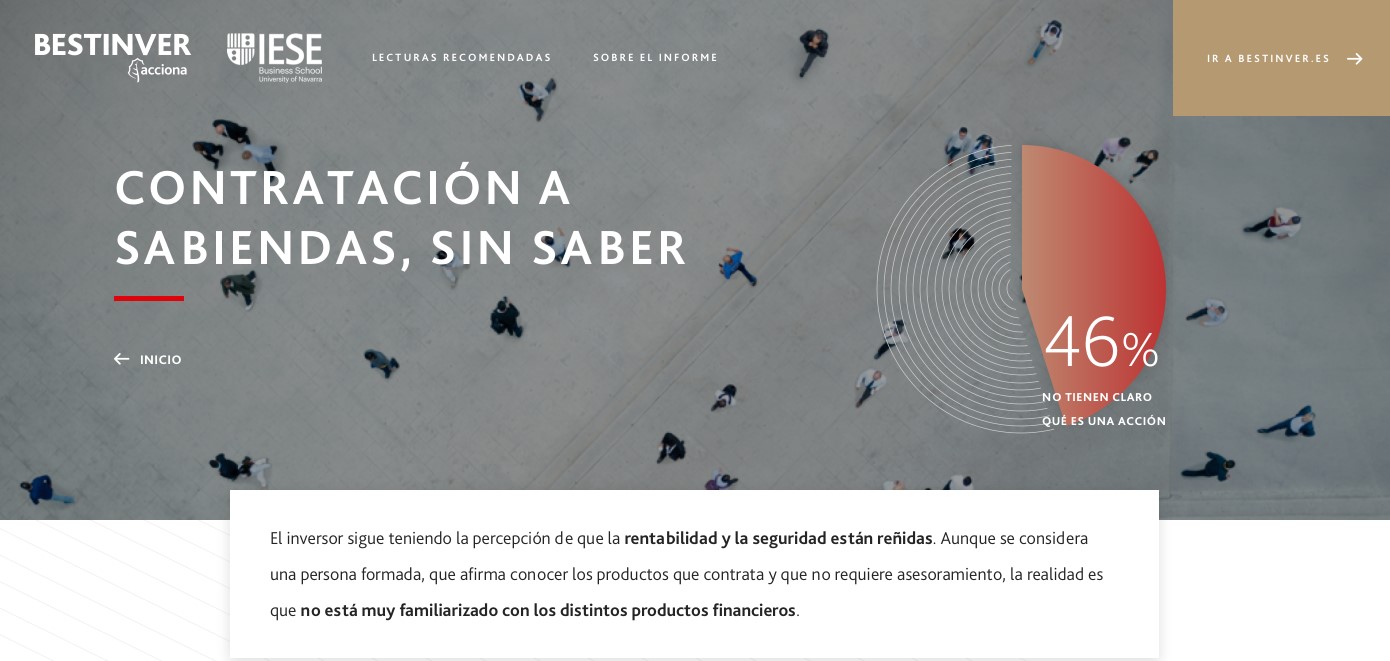 BESTINVER
acciona
IESE
Business School
University of Navarra
LECTURAS RECOMENDADAS
SOBRE EL INFORME
IR A BESTINVER.ES
CONTRATACIÓN A
SABIENDAS, SIN SABER
INICIO
46%
NO TIENEN CLARO
QUÉ ES UNA ACCIÓN
El inversor sigue teniendo la percepción de que la rentabilidad y la seguridad están reñidas. Aunque se considera
una persona formada, que afirma conocer los productos que contrata y que no requiere asesoramiento, la realidad es
que no está muy familiarizado con los distintos productos financieros.